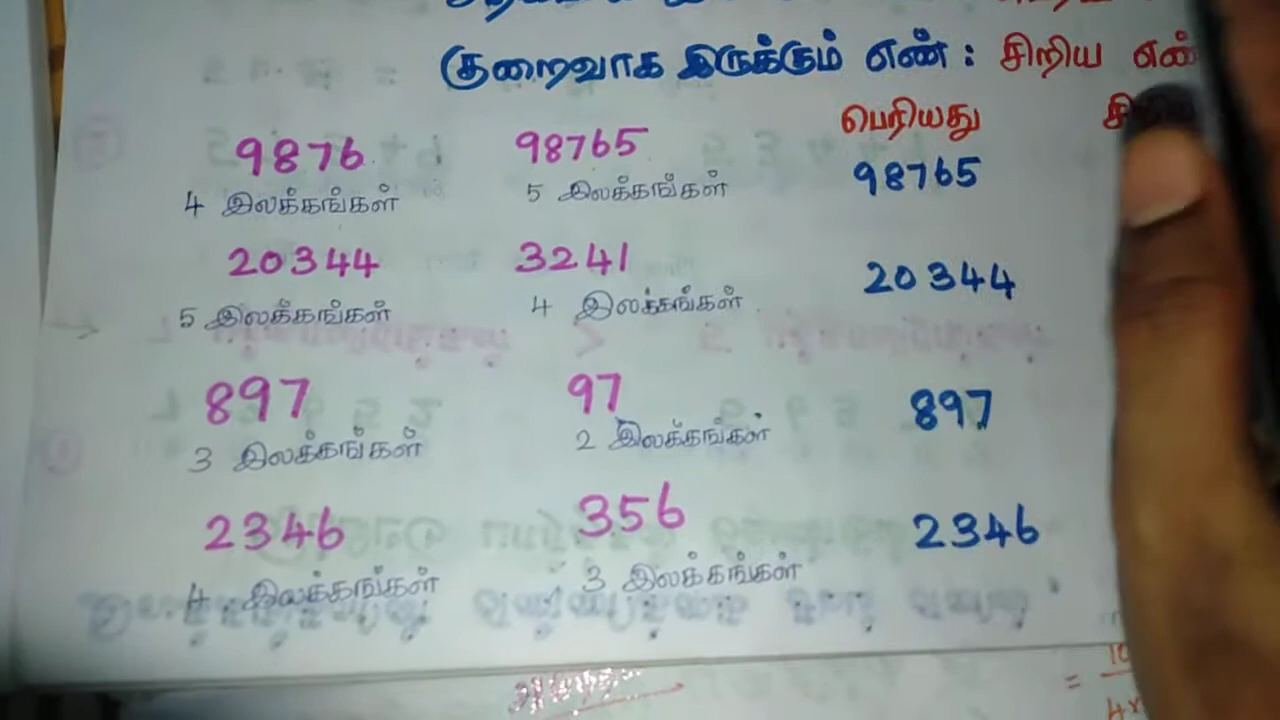 குறைவாக இருக்கும் எண் : சிறிய எண்
பெரியது
9876 98765 98765
4 இலக்கங்கள் 5 இலக்கங்கள்
20344 3241 20344
5 இலக்கங்கள் 4 இலக்கங்கள்
897 97 897
3 இலக்கங்கள் 2 இலக்கங்கள்
2346 356 2346
4 இலக்கங்கள் 3 இலக்கங்கள்